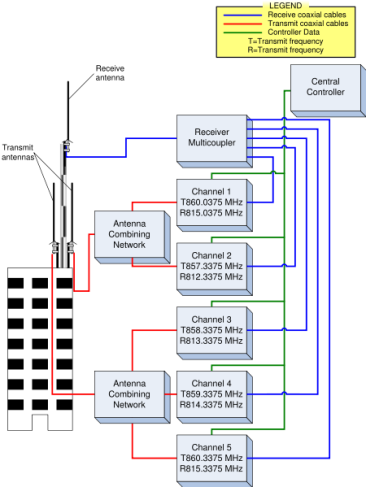 LEGEND
Receive coaxial cables
Transmit coaxial cables
Controller Data
T=Transmit frequency
R=Transmit frequency
Receive
antenna
Central
Controller
Receiver
Multicoupler
Transmit
antennas
Channel 1
T860.0375 MHz
R815.0375 MHz
Antenna
Combining
Network
Channel 2
T857.3375 MHz
R812.3375 MHz
Channel 3
T858.3375 MHz
R813.3375 MHz
Antenna
Combining
Network
Channel 4
T859.3375 MHz
R814.3375 MHz
Channel 5
T860.3375 MHz
R815.3375 MHz